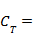 C_T =